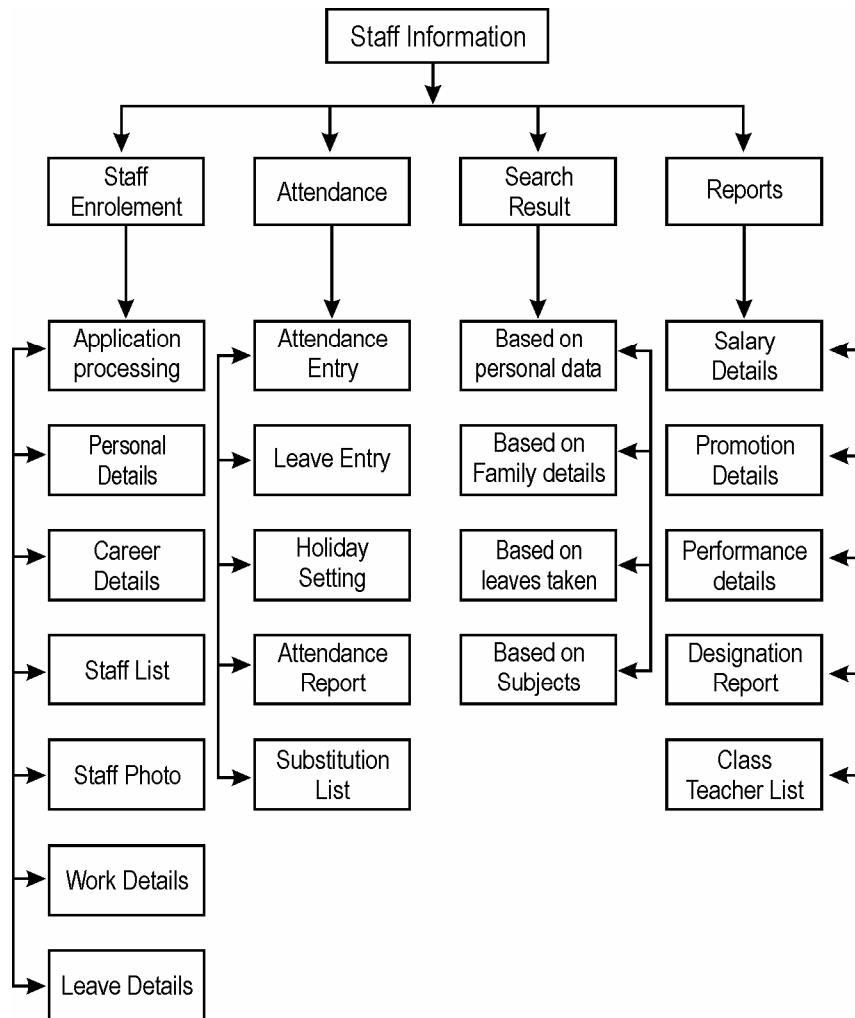 Staff Information
Staff
Enrolement
Attendance
Search
Result
Reports
Application
processing
Attendance
Entry
Based on
personal data
Salary
Details
Personal
Details
Leave Entry
Based on
Family details
Promotion
Details
Career
Details
Holiday
Setting
Based on
leaves taken
Performance
details
Staff List
Attendance
Report
Based on
Subjects
Designation
Report
Staff Photo
Substitution
List
Class
Teacher List
Work Details
Leave Details